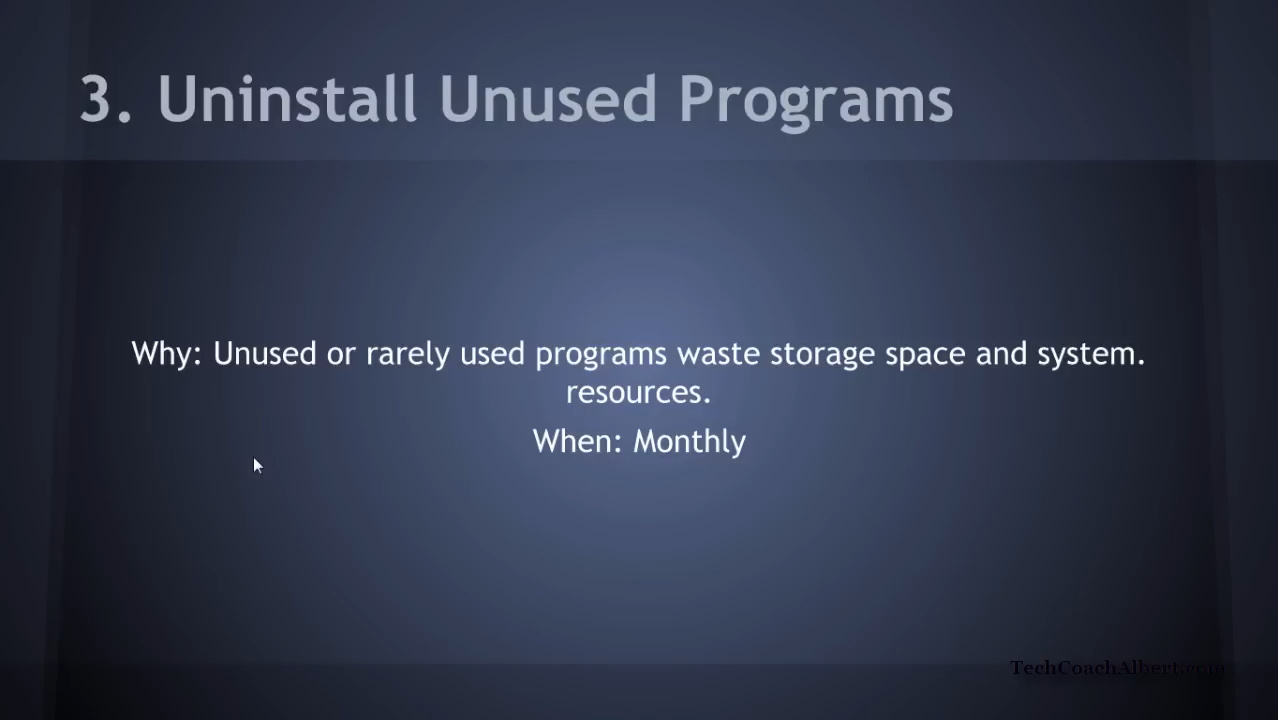 3. Uninstall Unused Programs
Why: Unused or rarely used programs waste storage space and system.
resources.
When: Monthly
TechCoachAlbert.com